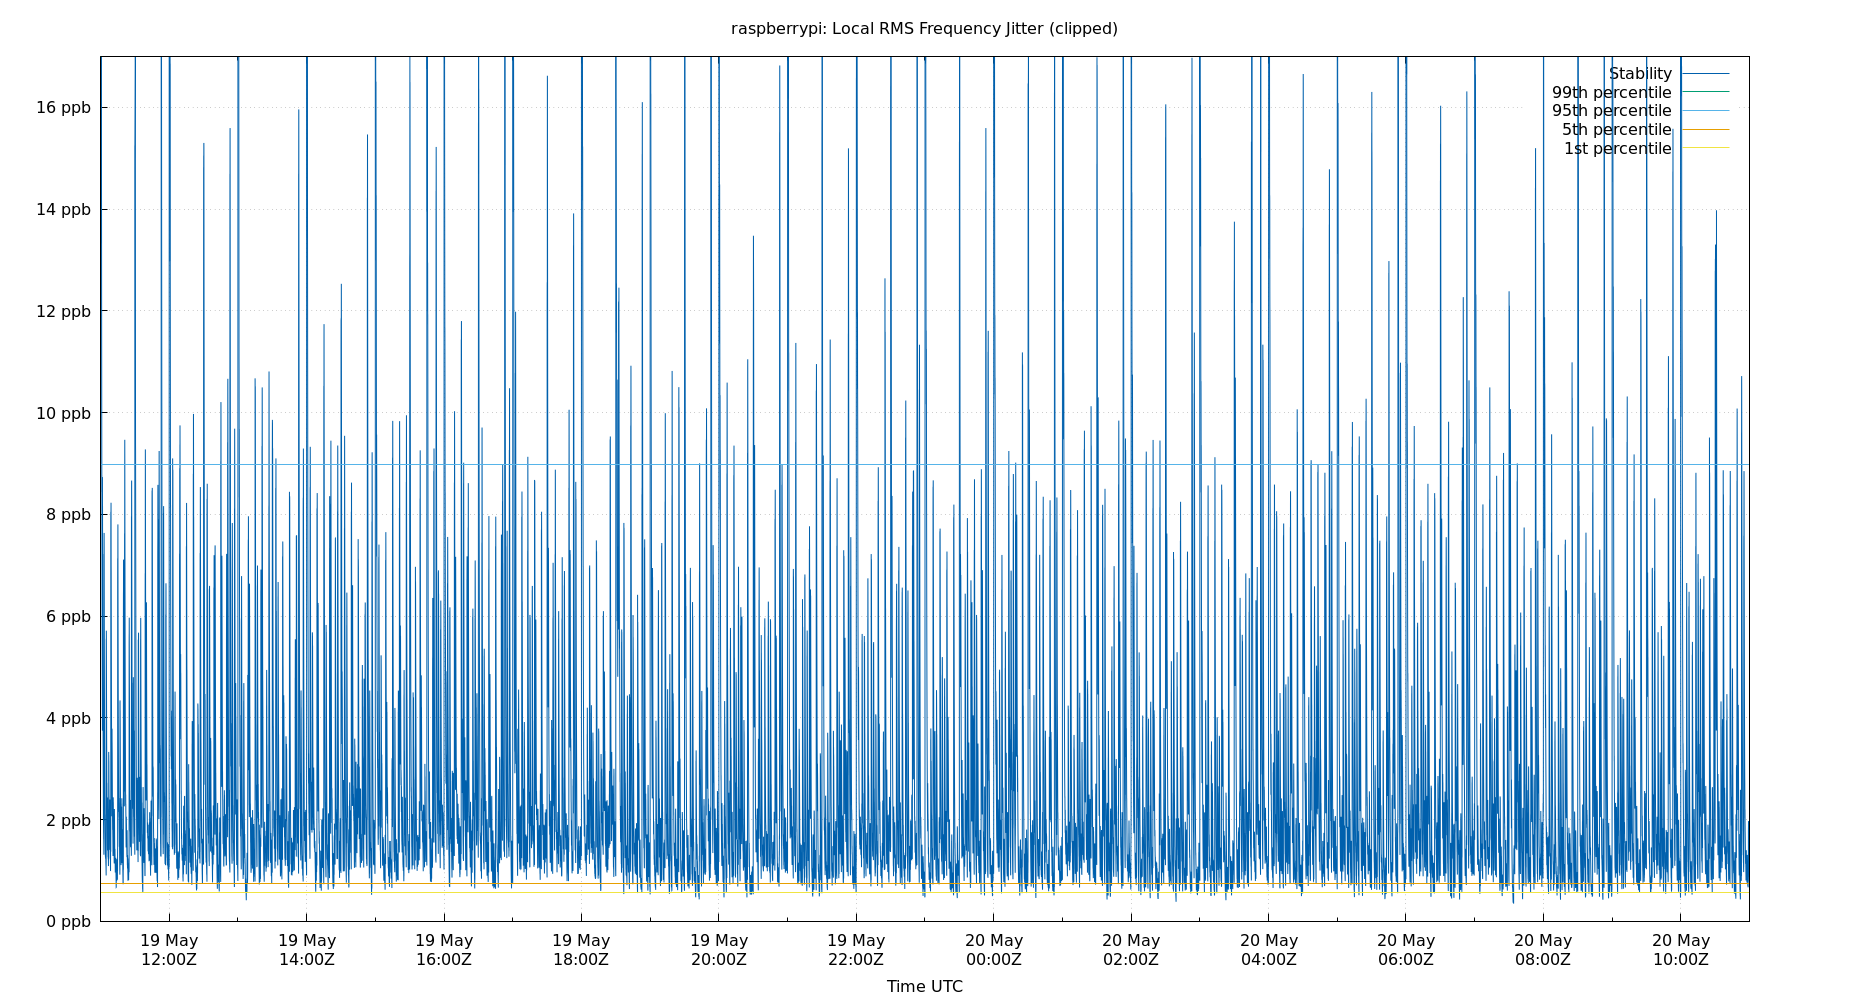 raspberrypi: Local RMS Frequency Jitter (clipped)
Stability
99th percentile
95th percentile
5th percentile
1st percentile
16 ppb
14 ppb
12 ppb
10 ppb
8 ppb
6 ppb
4 ppb
2 ppb
0 ppb
19 May 19 May 19 May 19 May 19 May 19 May 20 May 20 May 20 May 20 May 20 May 20 May
12:00Z 14:00Z 16:00Z 18:00Z 20:00Z 22:00Z 00:00Z 02:00Z 04:00Z 06:00Z 08:00Z 10:00Z
Time UTC